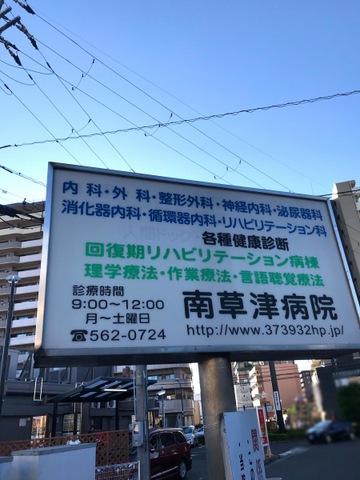 内科・外科・整形外科・神経内科・泌尿器科
消化器内科・循環器内科・リハビリテーション科
各種健康診断
回復期リハビリテーション病棟
理学療法・作業療法・言語聴覚療法
診療時間
9:00〜12:00
月〜土曜日
☎562-0724
南草津病院
http://www.373932hp.jp/